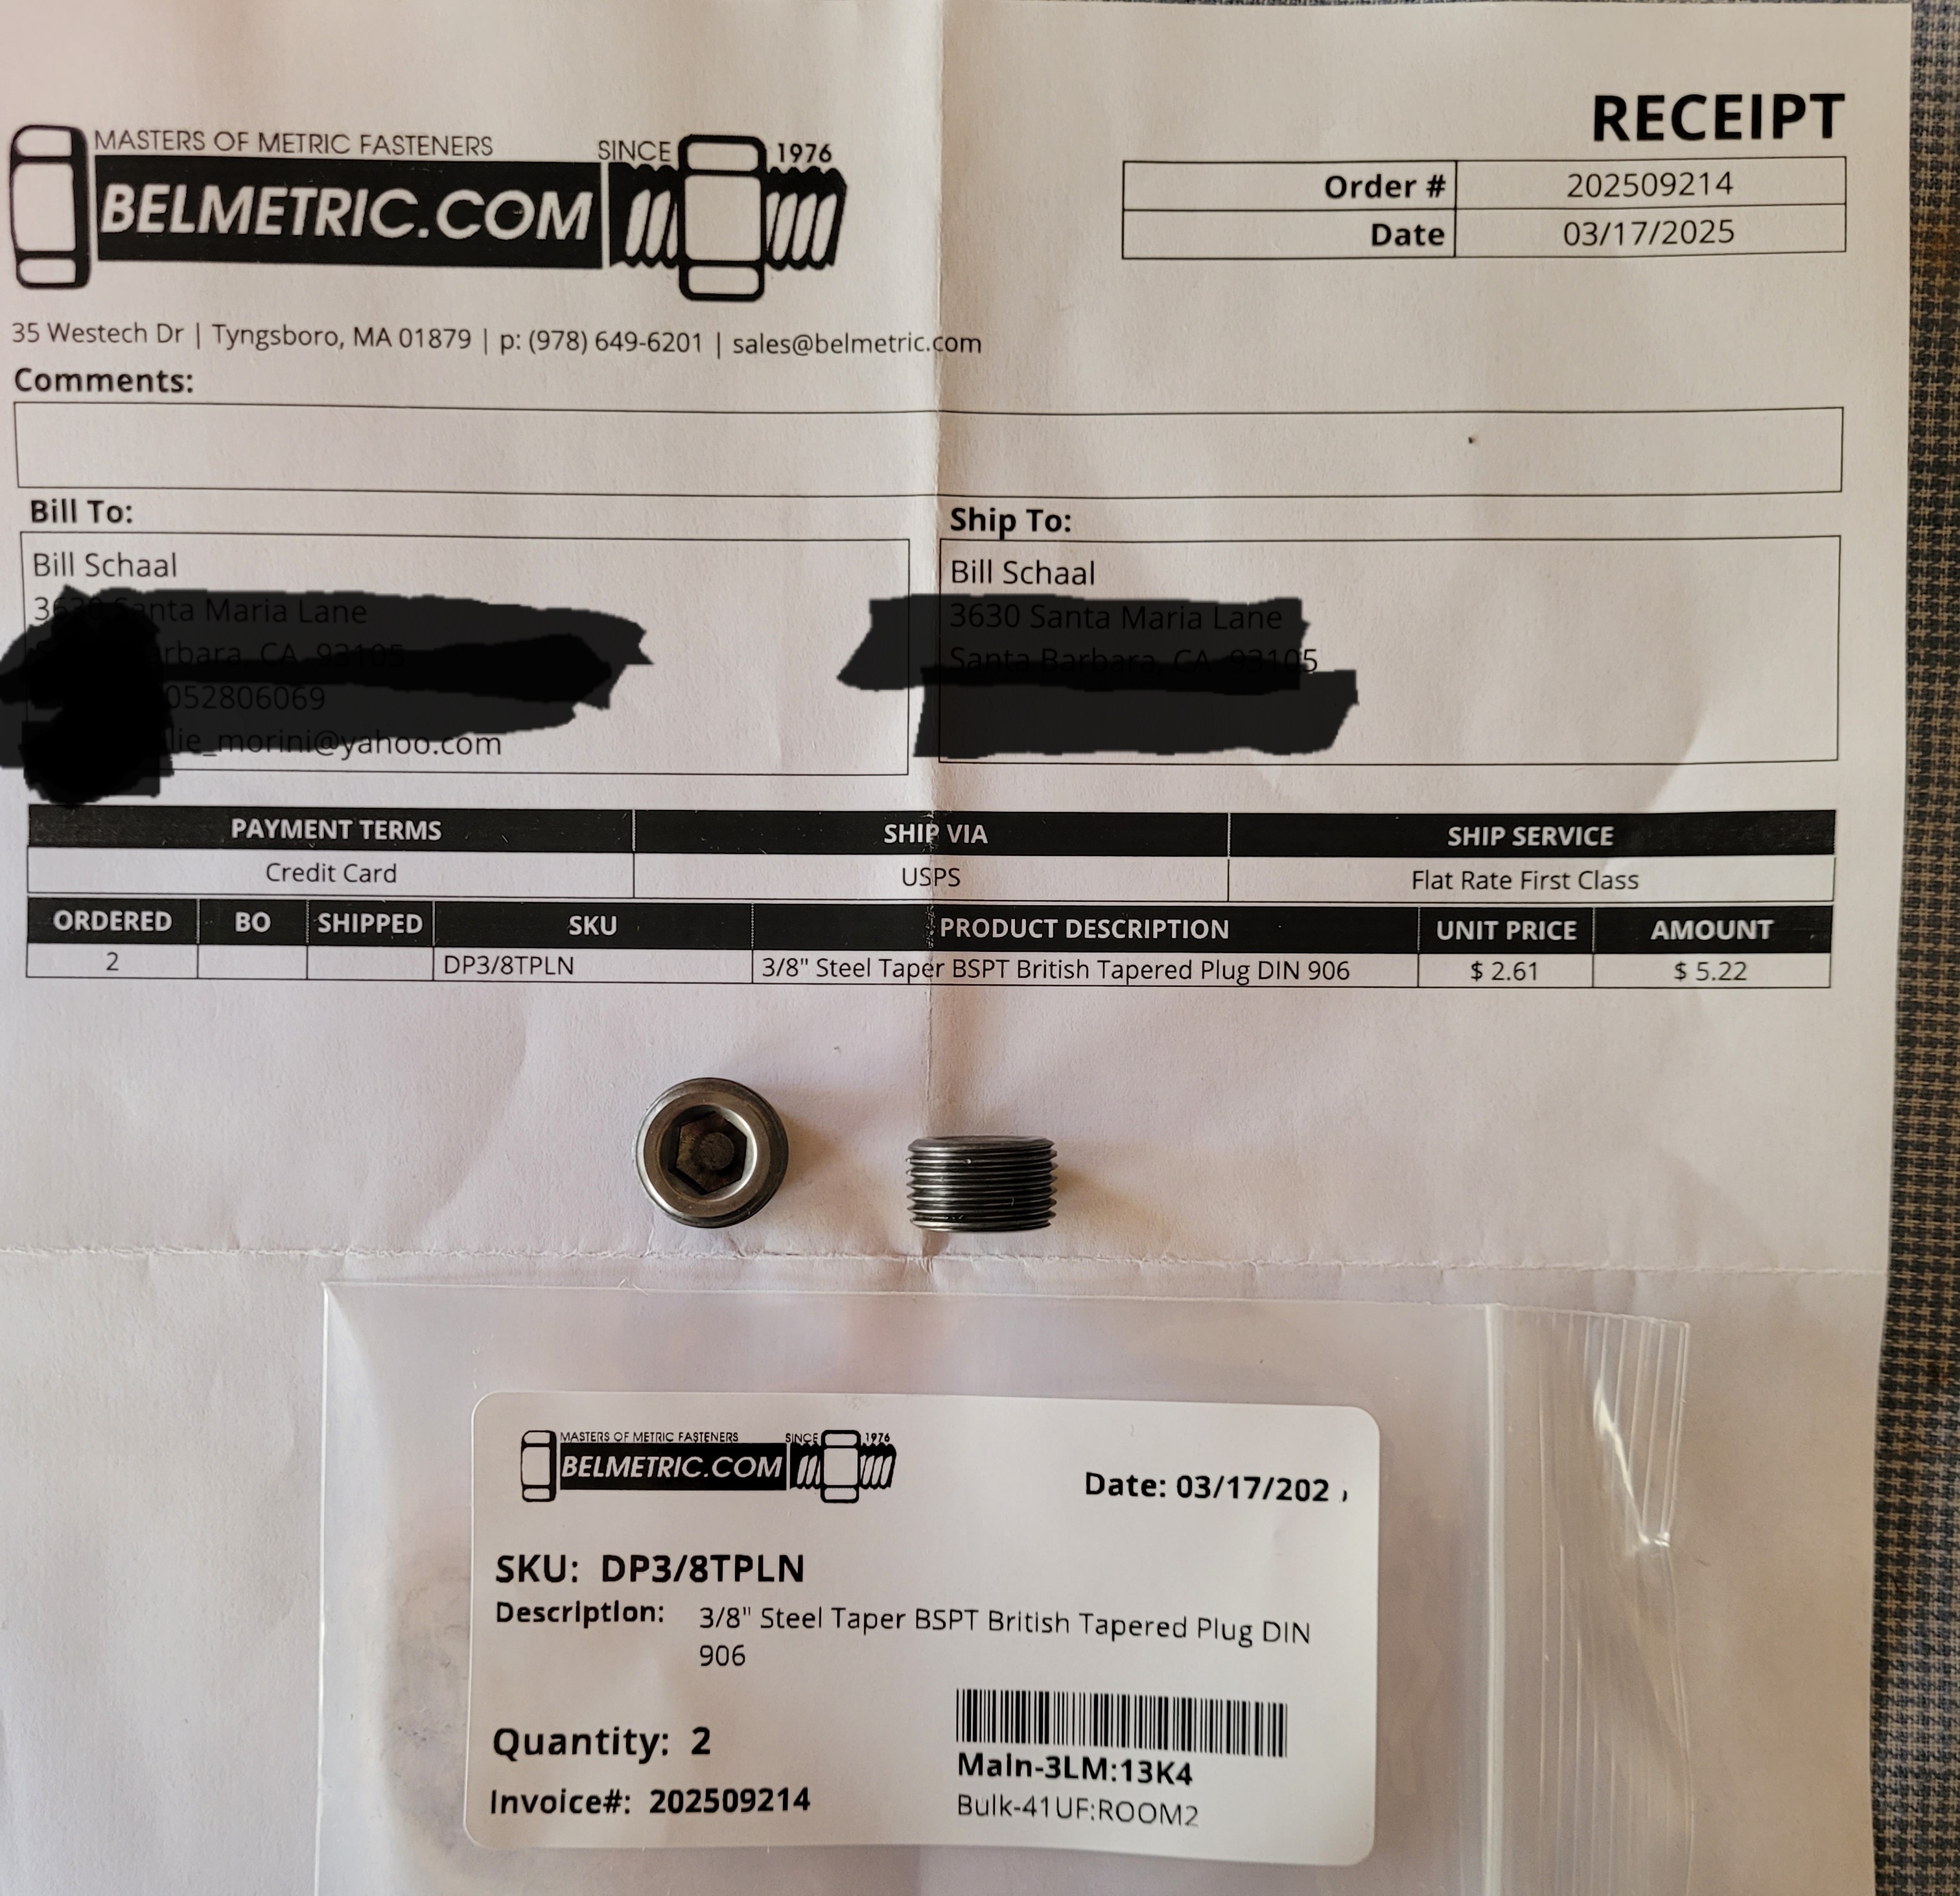 RECEIPT
MASTERS OF METRIC FASTENERS SINCE 1976
BELMETRIC.COM
Order # 202509214
Date 03/17/2025
35 Westech Dr | Tyngsboro, MA 01879 | p: (978) 649-6201 | sales@belmetric.com
Comments:
Bill To:
Bill Schaal
Ship To:
Bill Schaal
PAYMENT TERMS SHIP VIA SHIP SERVICE
Credit Card USPS Flat Rate First Class
ORDERED BO SHIPPED SKU PRODUCT DESCRIPTION UNIT PRICE AMOUNT
2 DP3/8TPLN 3/8" Steel Taper BSPT British Tapered Plug DIN 906 $ 2.61 $ 5.22
MASTERS OF METRIC FASTENERS SINCE 1976
BELMETRIC.COM
Date: 03/17/202
SKU: DP3/8TPLN
Description: 3/8" Steel Taper BSPT British Tapered Plug DIN
906
Quantity: 2
Main-3LM:13K4
Invoice#: 202509214
Bulk-41UF:ROOM2